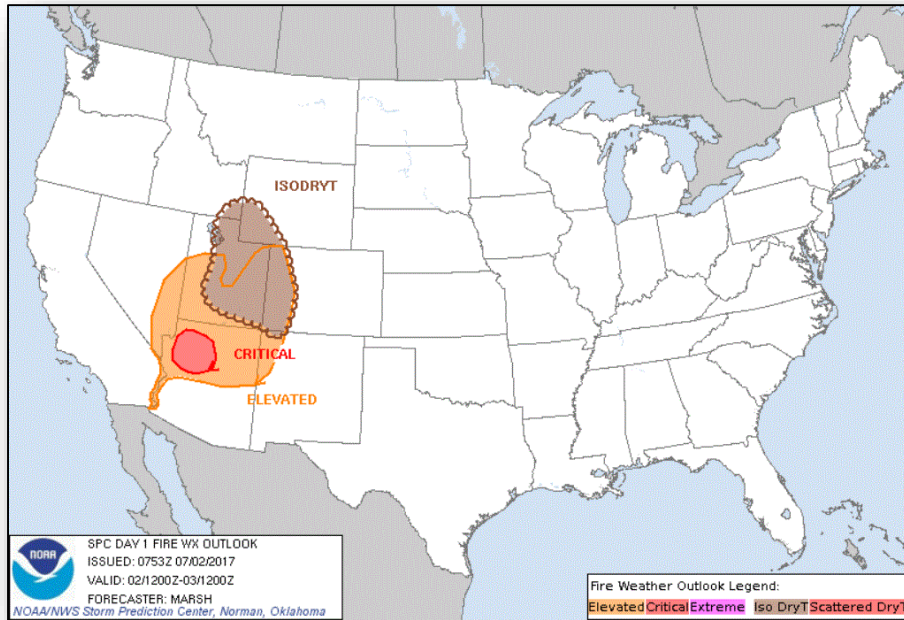 ISODRYT
CRITICAL
ELEVATED
NOAA
SPC DAY 1 FIRE WX OUTLOOK
ISSUED: 0753Z 07/02/2017
VALID: 02/1200Z-03/1200Z
FORECASTER: MARSH
NOAA/NWS Storm Prediction Center, Norman, Oklahoma
Fire Weather Outlook Legend:
Elevated Critical Extreme Iso DryT Scattered DryT